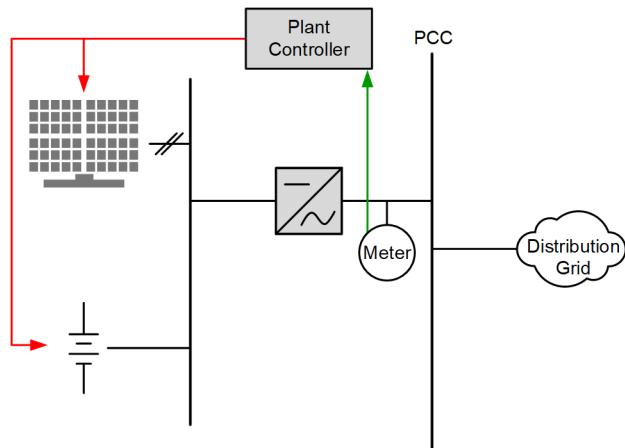 Plant
Controller
PCC
Meter
Distribution
Grid